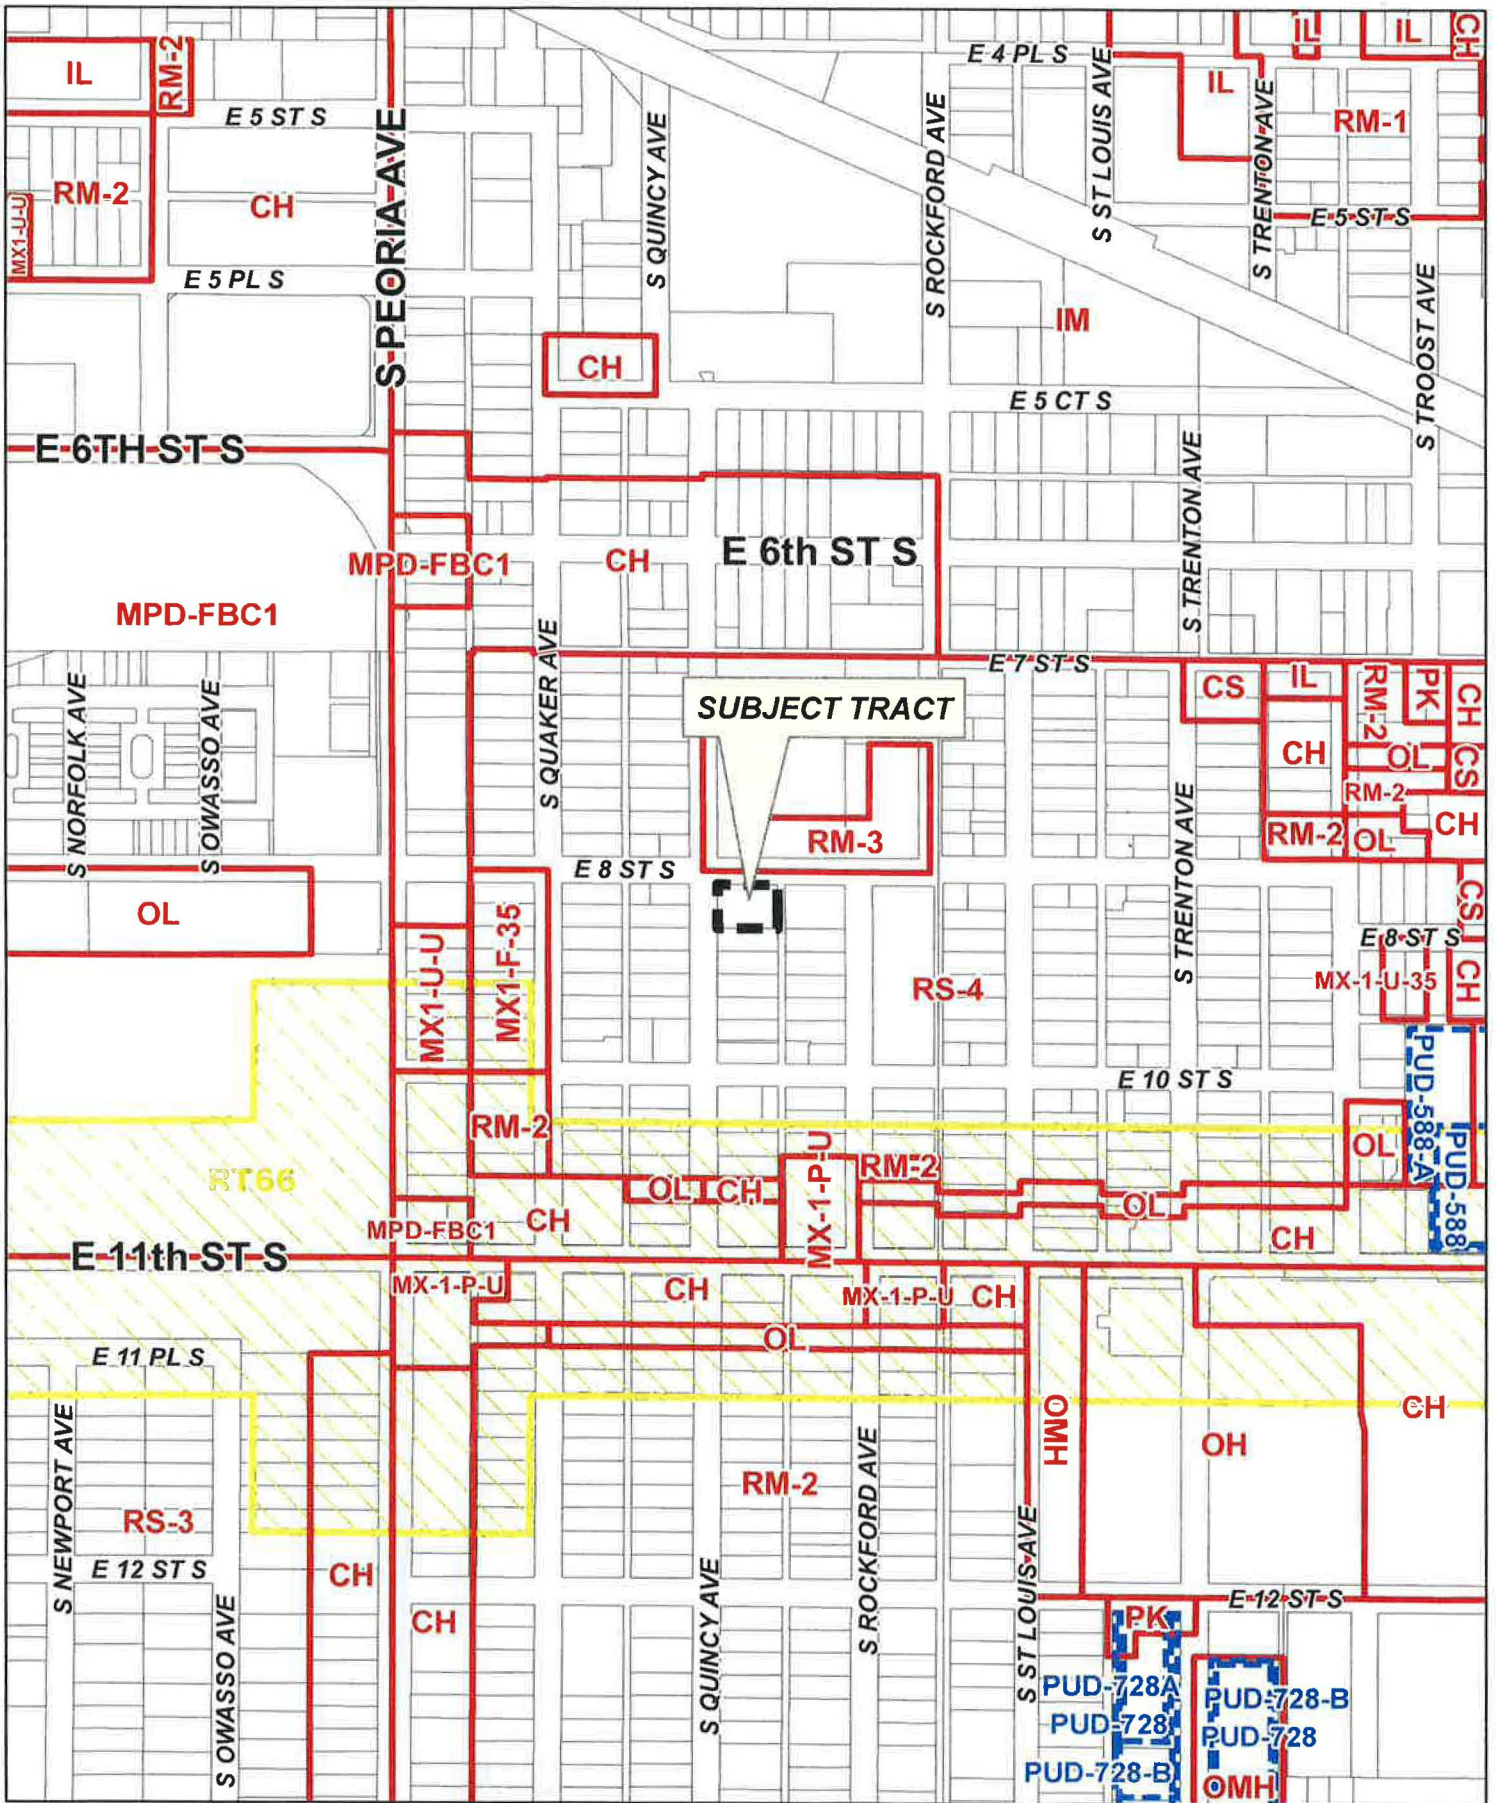 E 4 PL S
IL
IL
CH
IL
RM-2
IL
E 5 ST S
RM-1
S PEORIA AVE
S QUINCY AVE
S ROCKFORD AVE
S ST LOUIS AVE
S TRENTON AVE
RM-2
CH
MX1-U-U
E 5 ST S
E 5 PL S
IM
S TROOST AVE
CH
E 5 CT S
E 6TH ST S
S TRENTON AVE
MPD-FBC1
CH
E 6th ST S
MPD-FBC1
S QUAKER AVE
E 7 ST S
S NORFOLK AVE
S OWASSO AVE
SUBJECT TRACT
CS
IL
RM-2
PK
CH
CH
OL
CS
RM-2
CH
RM-2
OL
RM-3
E 8 ST S
S TRENTON AVE
OL
MX1-U-U
MX1-F-35
CS
E 8 ST S
MX-1-U-35
CH
RS-4
E 10 ST S
PUD-588-A
PUD-588
RM-2
OL
RT66
MX-1-P-U
RM-2
OL
CH
OL
MPD-FBC1
CH
CH
E 11th ST S
MX-1-P-U
CH
MX-1-P-U
CH
OL
E 11 PL S
S NEWPORT AVE
OMH
CH
OH
RM-2
S ROCKFORD AVE
RS-3
E 12 ST S
CH
S OWASSO AVE
CH
S QUINCY AVE
S ST LOUIS AVE
E 12 ST S
PK
PUD-728A
PUD-728
PUD-728-B
PUD-728-B
PUD-728
OMH